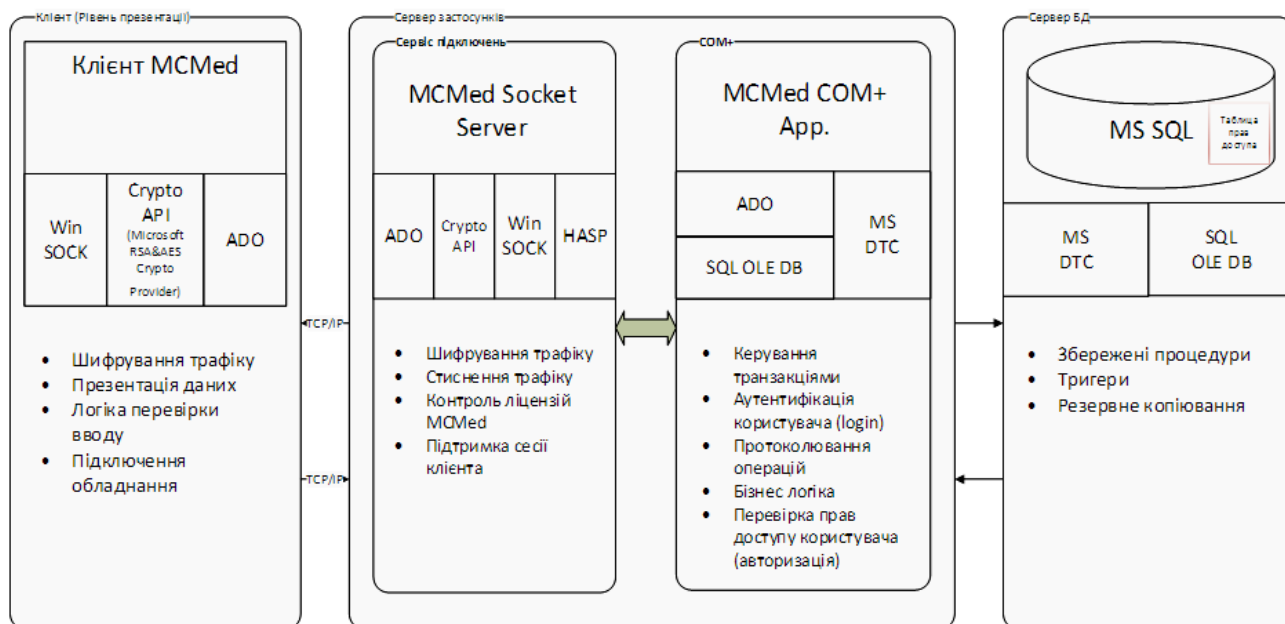 Клієнт (Рівень презентації)
Клієнт MCMed
Win
SOCK
Crypto
API
(Microsoft
RSA&AES
Crypto
Provider)
ADO
Шифрування трафіку
Презентація даних
Логіка перевірки
вводу
Підключення
обладнання
TCP/IP
TCP/IP
Сервер застосунків
Сервіс підключень
MCMed Socket
Server
ADO
Crypto
API
Win
SOCK
HASP
Шифрування трафіку
Стиснення трафіку
Контроль ліцензій
MCMed
Підтримка сесії
клієнта
COM+
MCMed COM+
App.
ADO
SQL OLE DB
MS
DTC
Керування
транзакціями
Аутентифікація
користувача (login)
Протоколювання
операцій
Бізнес логіка
Перевірка прав
доступу користувача
(авторизація)
Сервер БД
MS SQL
Таблица
прав
доступа
MS
DTC
SQL
OLE DB
Збережені процедури
Тригери
Резервне копіювання